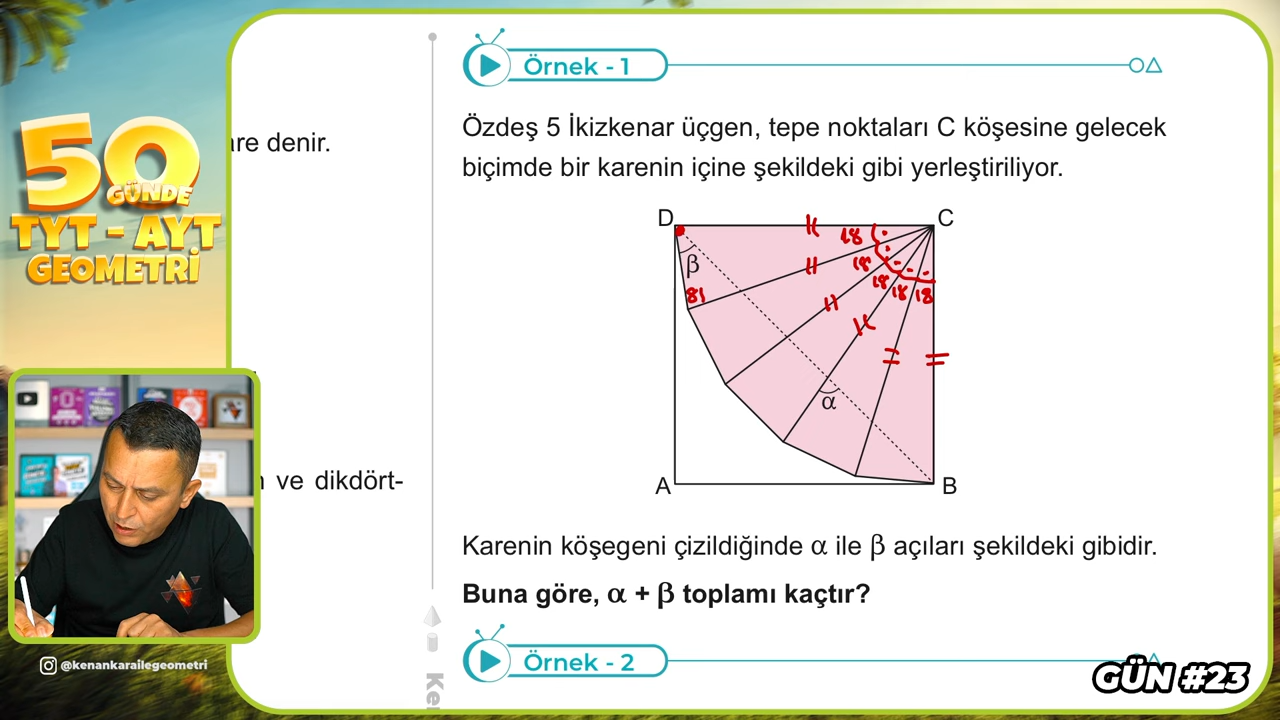 50
GÜNDE
TYT - AYT
GEOMETRİ
are denir.
n ve dikdört-
Örnek - 1
Özdeş 5 İkizkenar üçgen, tepe noktaları C köşesine gelecek
biçimde bir karenin içine şekildeki gibi yerleştiriliyor.
D
C
β
81
18
18
18
18
18
α
A
B
Karenin köşegeni çizildiğinde α ile β açıları şekildeki gibidir.
Buna göre, α + β toplamı kaçtır?
Örnek - 2
@kenankarailegeometri
GÜN #23